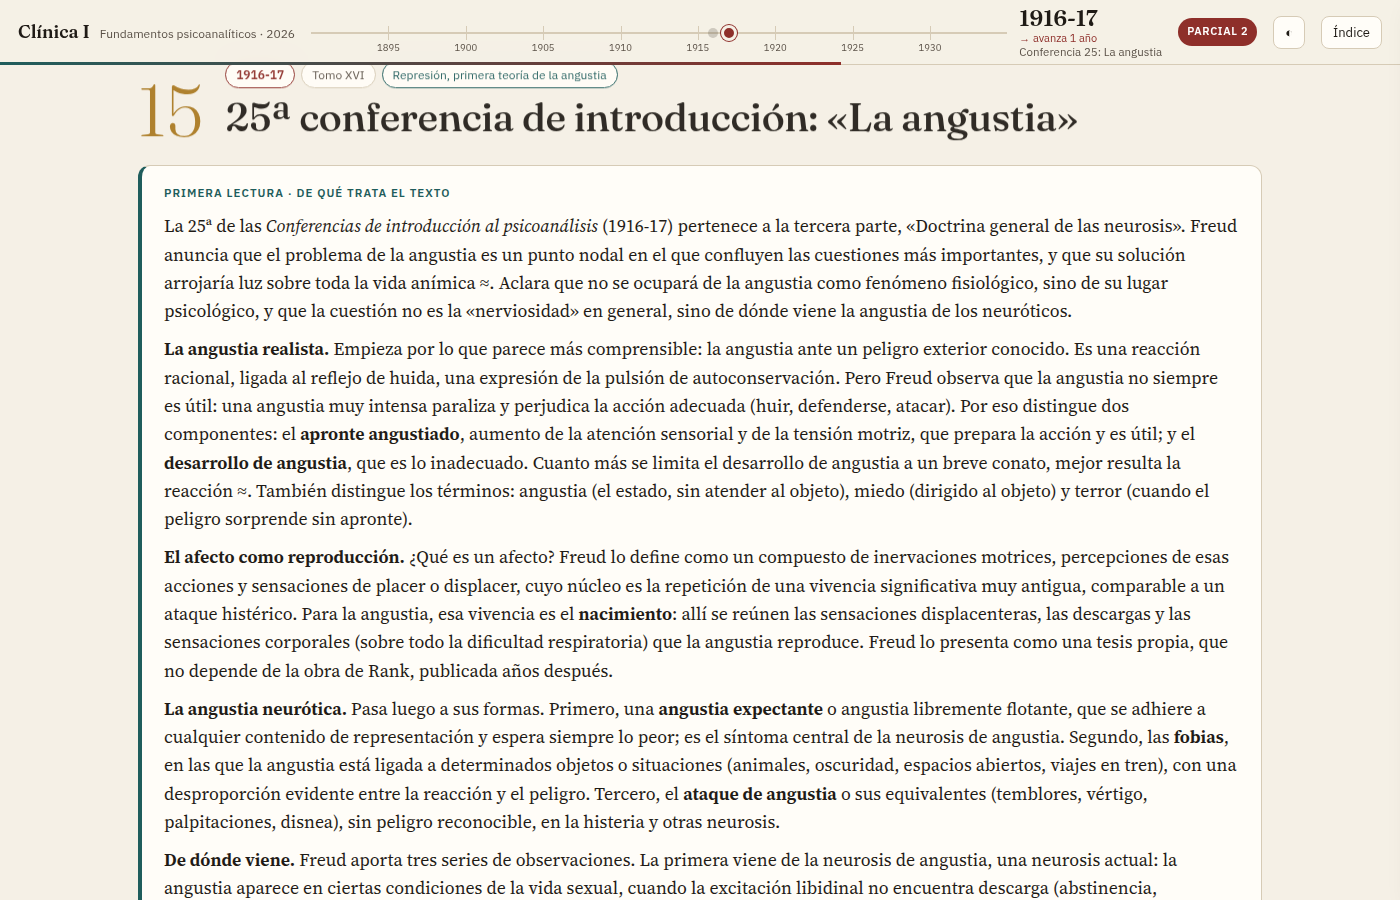 Clínica I Fundamentos psicoanalíticos · 2026
1895 1900 1905 1910 1915 1920 1925 1930
1916-17
→ avanza 1 año
Conferencia 25: La angustia
PARCIAL 2
Índice
1916-17 Tomo XVI Represión, primera teoría de la angustia
15 25ª conferencia de introducción: «La angustia»
PRIMERA LECTURA · DE QUÉ TRATA EL TEXTO
La 25ª de las Conferencias de introducción al psicoanálisis (1916-17) pertenece a la tercera parte, «Doctrina general de las neurosis». Freud
anuncia que el problema de la angustia es un punto nodal en el que confluyen las cuestiones más importantes, y que su solución
arrojaría luz sobre toda la vida anímica ≈. Aclara que no se ocupará de la angustia como fenómeno fisiológico, sino de su lugar
psicológico, y que la cuestión no es la «nerviosidad» en general, sino de dónde viene la angustia de los neuróticos.
La angustia realista. Empieza por lo que parece más comprensible: la angustia ante un peligro exterior conocido. Es una reacción
racional, ligada al reflejo de huida, una expresión de la pulsión de autoconservación. Pero Freud observa que la angustia no siempre
es útil: una angustia muy intensa paraliza y perjudica la acción adecuada (huir, defenderse, atacar). Por eso distingue dos
componentes: el apronte angustiado, aumento de la atención sensorial y de la tensión motriz, que prepara la acción y es útil; y el
desarrollo de angustia, que es lo inadecuado. Cuanto más se limita el desarrollo de angustia a un breve conato, mejor resulta la
reacción ≈. También distingue los términos: angustia (el estado, sin atender al objeto), miedo (dirigido al objeto) y terror (cuando el
peligro sorprende sin apronte).
El afecto como reproducción. ¿Qué es un afecto? Freud lo define como un compuesto de inervaciones motrices, percepciones de esas
acciones y sensaciones de placer o displacer, cuyo núcleo es la repetición de una vivencia significativa muy antigua, comparable a un
ataque histérico. Para la angustia, esa vivencia es el nacimiento: allí se reúnen las sensaciones displacenteras, las descargas y las
sensaciones corporales (sobre todo la dificultad respiratoria) que la angustia reproduce. Freud lo presenta como una tesis propia, que
no depende de la obra de Rank, publicada años después.
La angustia neurótica. Pasa luego a sus formas. Primero, una angustia expectante o angustia libremente flotante, que se adhiere a
cualquier contenido de representación y espera siempre lo peor; es el síntoma central de la neurosis de angustia. Segundo, las fobias,
en las que la angustia está ligada a determinados objetos o situaciones (animales, oscuridad, espacios abiertos, viajes en tren), con una
desproporción evidente entre la reacción y el peligro. Tercero, el ataque de angustia o sus equivalentes (temblores, vértigo,
palpitaciones, disnea), sin peligro reconocible, en la histeria y otras neurosis.
De dónde viene. Freud aporta tres series de observaciones. La primera viene de la neurosis de angustia, una neurosis actual: la
angustia aparece en ciertas condiciones de la vida sexual, cuando la excitación libidinal no encuentra descarga (abstinencia,